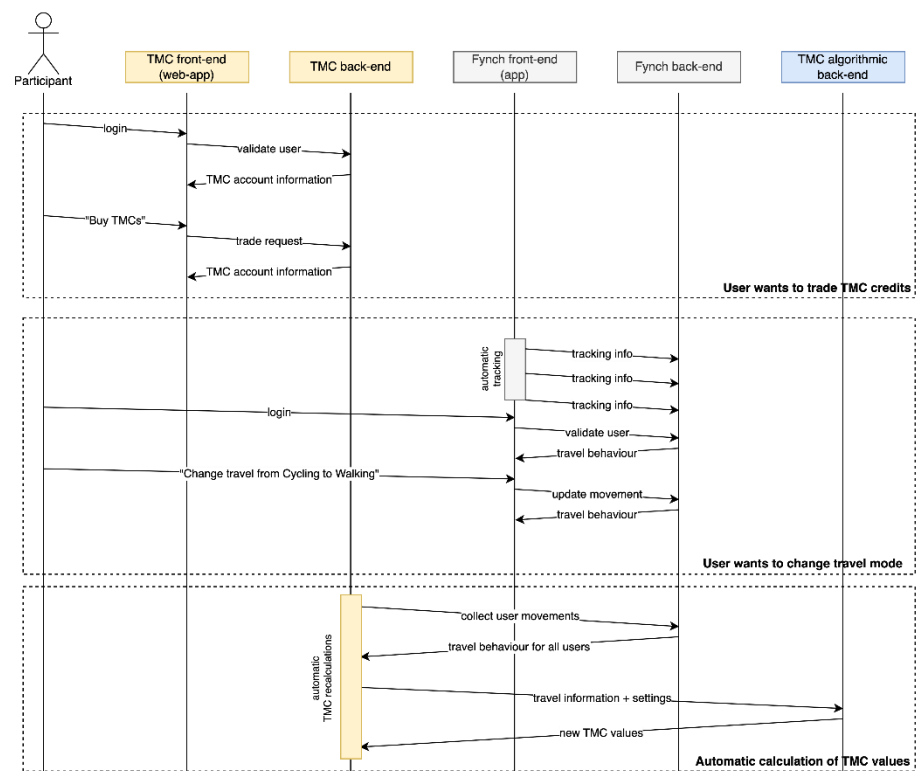 Participant
TMC front-end
(web-app)
TMC back-end
Fynch front-end
(app)
Fynch back-end
TMC algorithmic
back-end
login
validate user
TMC account information
"Buy TMCs"
trade request
TMC account information
User wants to trade TMC credits
automatic
tracking
tracking info
tracking info
tracking info
login
validate user
travel behaviour
"Change travel from Cycling to Walking"
update movement
travel behaviour
User wants to change travel mode
automatic
TMC recalculations
collect user movements
travel behaviour for all users
travel information + settings
new TMC values
Automatic calculation of TMC values